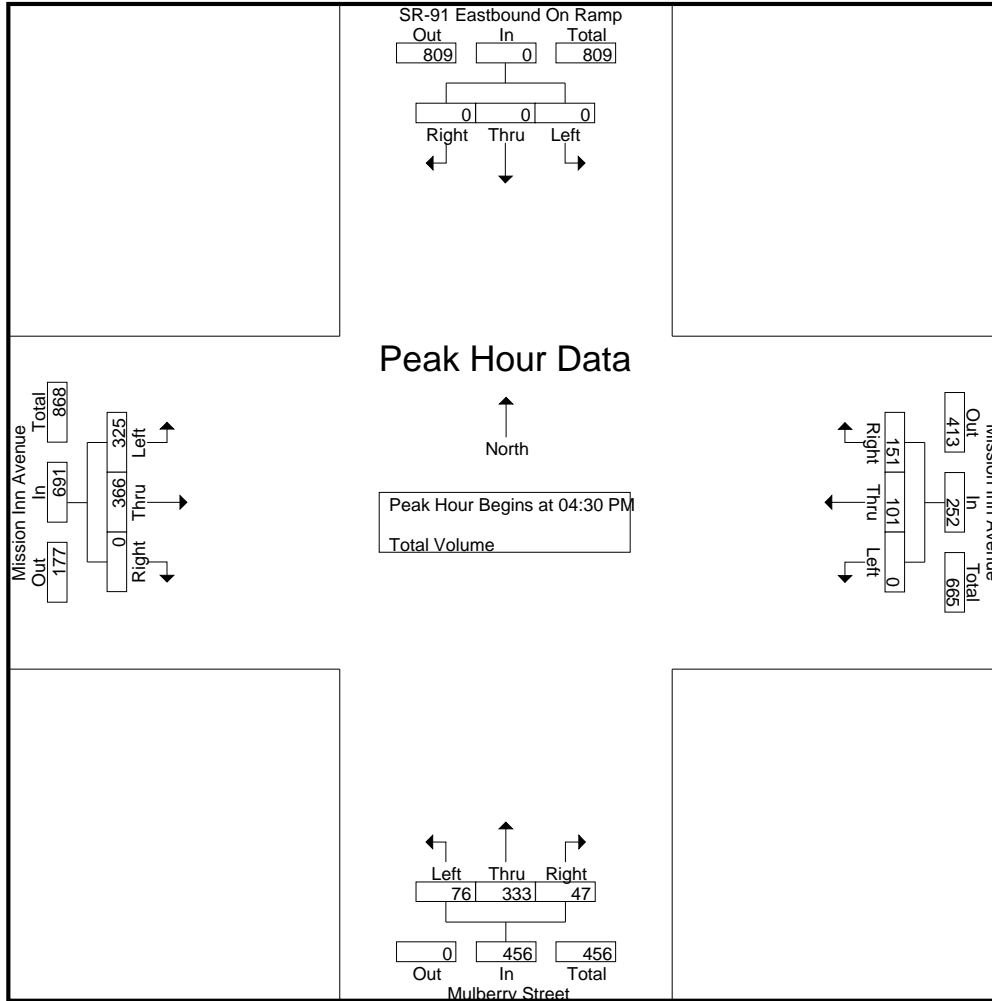 SR-91 Eastbound On Ramp
Out In Total
809 0 809
0 0 0
Right Thru Left
Peak Hour Data
North
Peak Hour Begins at 04:30 PM
Total Volume
Mission Inn Avenue
Total In Out
868 691 177
325 366 0
Left Thru Right
Mission Inn Avenue
Out In Total
413 252 665
151 101 0
Right Thru Left
Left Thru Right
76 333 47
0 456 456
Out In Total
Mulberry Street